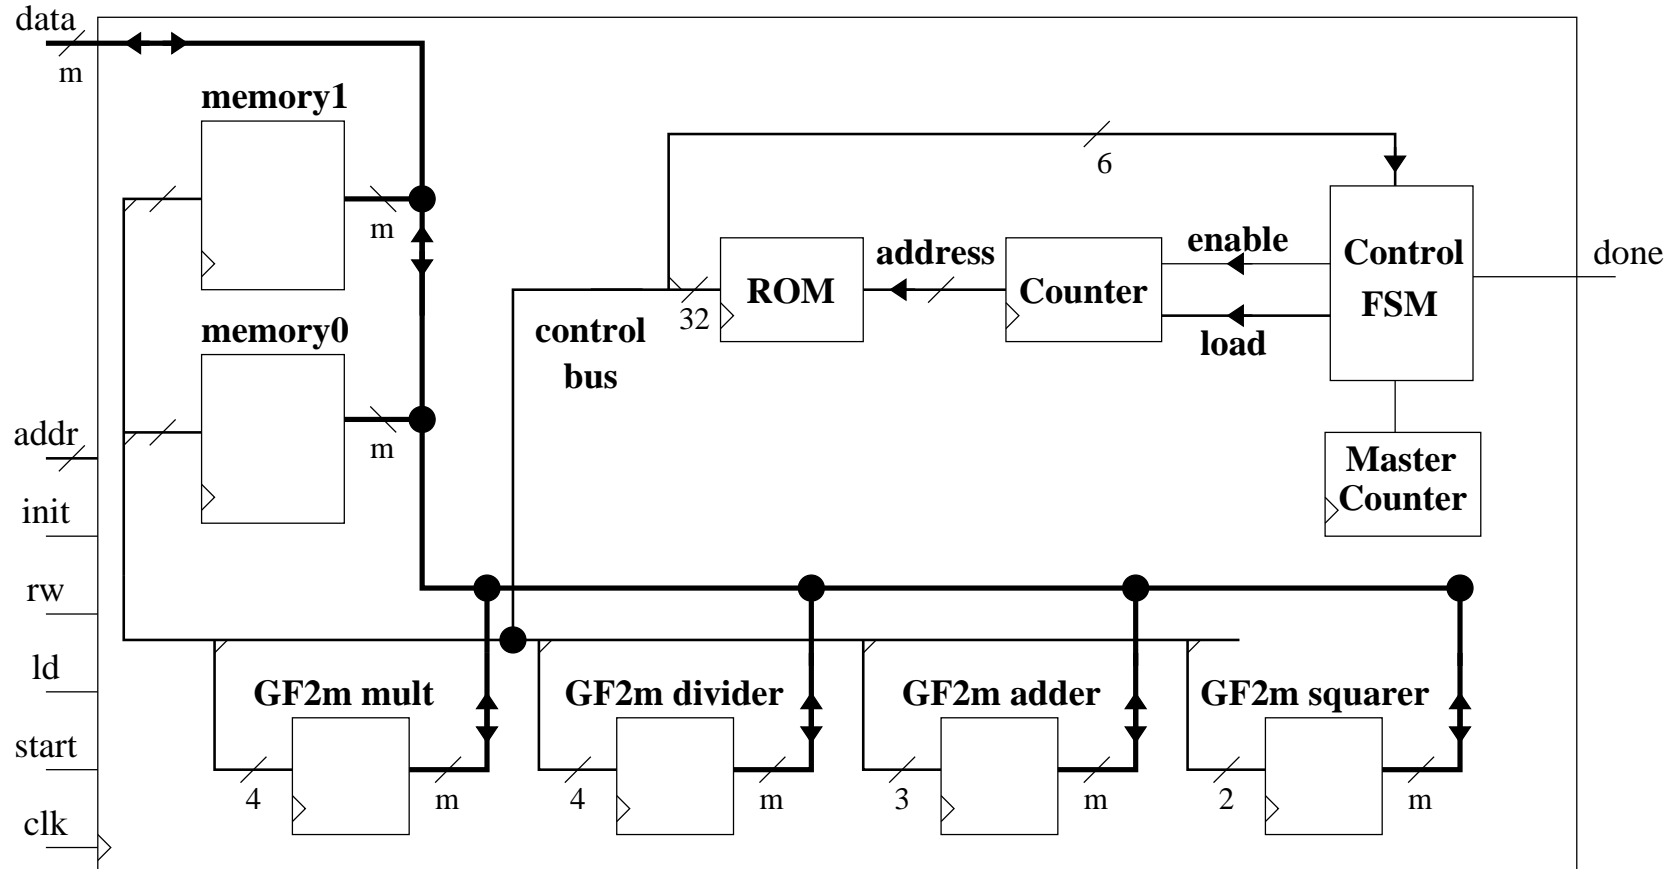 data
m
memory1
m
memory0
m
addr
init
rw
ld
start
clk
6
control
bus
32
ROM
address
Counter
enable
load
Control
FSM
done
Master
Counter
GF2m mult
4
m
GF2m divider
4
m
GF2m adder
3
m
GF2m squarer
2
m